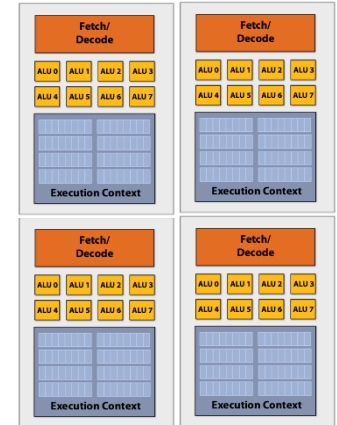 Fetch/
Decode
ALU 0 ALU 1 ALU 2 ALU 3
ALU 4 ALU 5 ALU 6 ALU 7
Execution Context
Fetch/
Decode
ALU 0 ALU 1 ALU 2 ALU 3
ALU 4 ALU 5 ALU 6 ALU 7
Execution Context
Fetch/
Decode
ALU 0 ALU 1 ALU 2 ALU 3
ALU 4 ALU 5 ALU 6 ALU 7
Execution Context
Fetch/
Decode
ALU 0 ALU 1 ALU 2 ALU 3
ALU 4 ALU 5 ALU 6 ALU 7
Execution Context